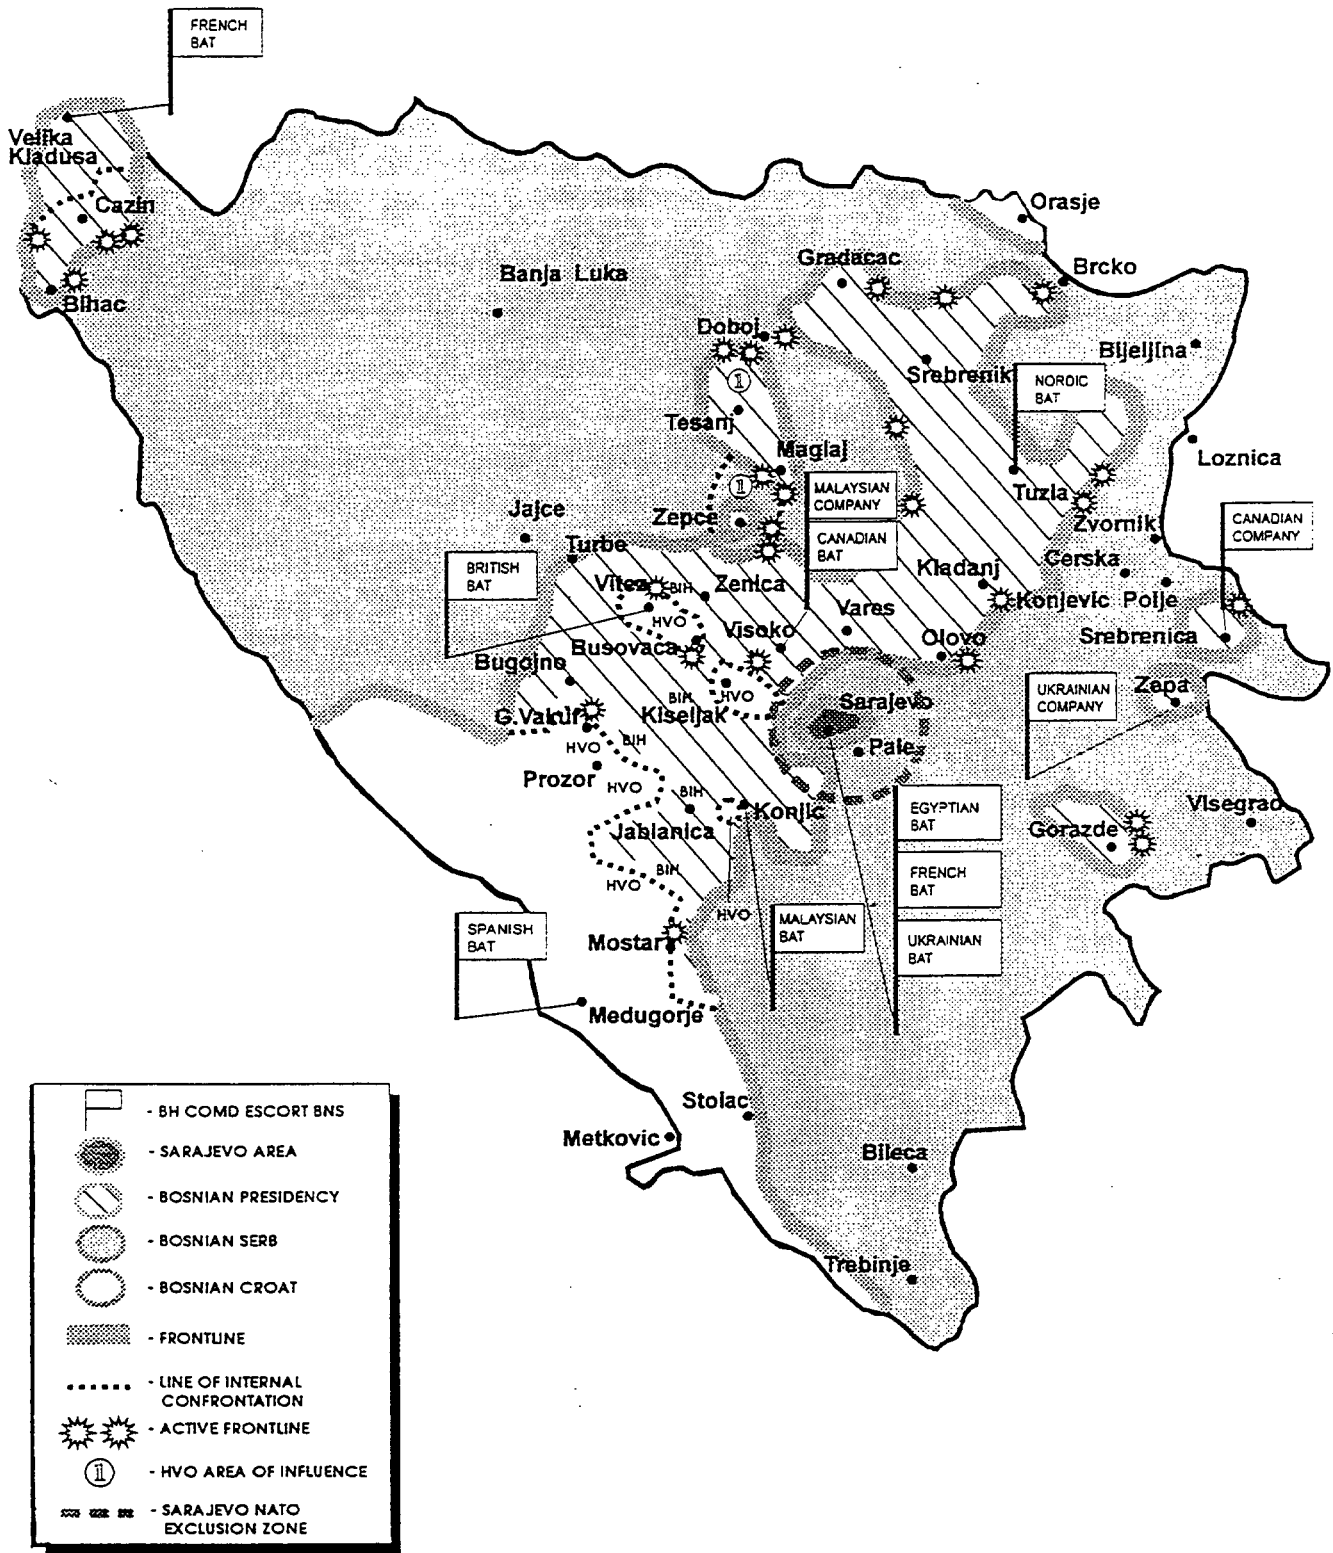 FRENCH
BAT
Velika
Kladusa
Cazin
Bihac
Banja Luka
Orasje
Gradacac
Brcko
Doboj
Bijeljina
Srebrenik
NORDIC
BAT
1
Tesanj
Maglaj
Loznica
1
MALAYSIAN
COMPANY
Tuzla
Jajce
Zepce
CANADIAN
BAT
Zvornik
CANADIAN
COMPANY
Turbe
BRITISH
BAT
Vitez
BIH
Zenica
Kladanj
Cerska
Konjevic Polje
HVO
Vares
Busovaca
Visoko
Olovo
Srebrenica
Bugojno
BIH
HVO
Kiseljak
Sarajevo
UKRAINIAN
COMPANY
Zepa
G.Vakuf
HVO
BIH
Pale
Prozor
HVO
BIH
Jablanica
Konjic
EGYPTIAN
BAT
Visegrad
Gorazde
BIH
HVO
FRENCH
BAT
SPANISH
BAT
HVO
MALAYSIAN
BAT
UKRAINIAN
BAT
Mostar
Medugorje
Stolac
Metkovic
Bileca
Trebinje
- BH COMD ESCORT BNS
- SARAJEVO AREA
- BOSNIAN PRESIDENCY
- BOSNIAN SERB
- BOSNIAN CROAT
- FRONTLINE
- LINE OF INTERNAL
CONFRONTATION
- ACTIVE FRONTLINE
1 - HVO AREA OF INFLUENCE
- SARAJEVO NATO
EXCLUSION ZONE